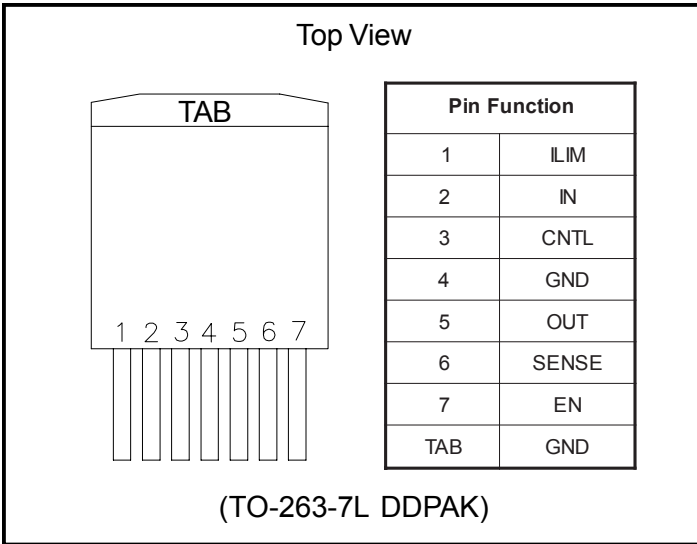 Top View
TAB
1 2 3 4 5 6 7
Pin Function
1 ILIM
2 IN
3 CNTL
4 GND
5 OUT
6 SENSE
7 EN
TAB GND
(TO-263-7L DDPAK)